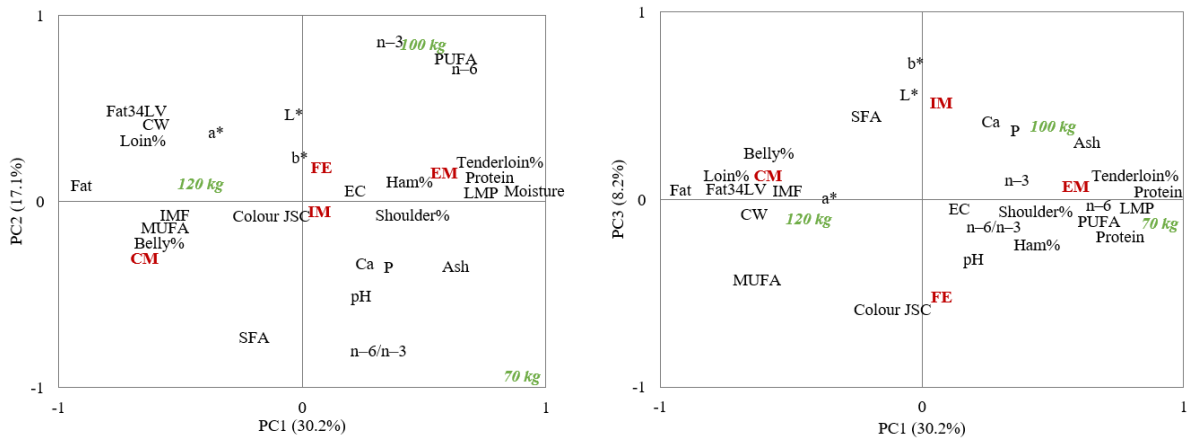 1
n–3
100 kg
PUFA
n–6
Fat34LV
CW
Loin%
L*
a*
b*
FE
EM
Tenderloin%
Protein
Fat
120 kg
EC
Ham%
LMP
Moisture
0
IMF
MUFA
Belly%
CM
Colour JSC
IM
Shoulder%
Ca
P
Ash
pH
SFA
n–6/n–3
70 kg
-1
-1
0
1
PC1 (30.2%)
PC2 (17.1%)
1
b*
L*
IM
SFA
Ca
P
100 kg
Ash
Belly%
Loin%
CM
Fat
Fat34LV
IMF
a*
n–3
EM
Tenderloin%
Protein
0
CW
120 kg
EC
Shoulder%
n–6
LMP
n–6/n–3
PUFA
70 kg
Ham%
Protein
pH
MUFA
FE
Colour JSC
-1
-1
0
1
PC1 (30.2%)
PC3 (8.2%)